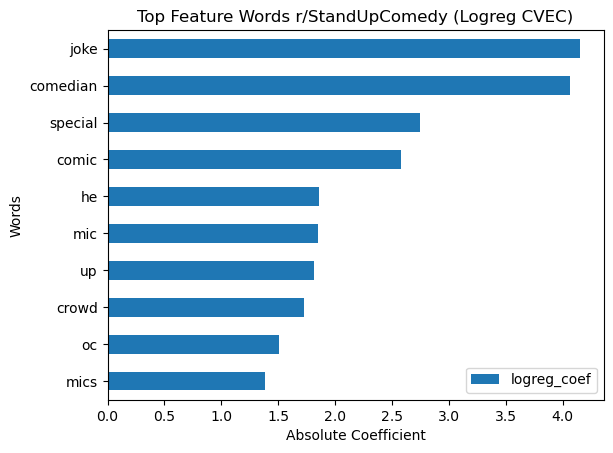 Top Feature Words r/StandUpComedy (Logreg CVEC)
Words
joke
comedian
special
comic
he
mic
up
crowd
oc
mics
logreg_coef
0.0 0.5 1.0 1.5 2.0 2.5 3.0 3.5 4.0
Absolute Coefficient